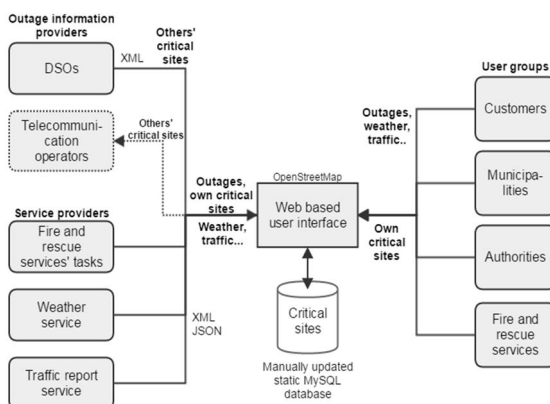 Outage information
providers
DSOs
XML
Others'
critical
sites
Telecommuni-
cation
operators
Others'
critical sites
Service providers
Fire and
rescue
services' tasks
Weather
service
Traffic report
service
XML
JSON
Outages,
own critical
sites
Weather,
traffic...
OpenStreetMap
Web based
user interface
Critical
sites
Manually updated
static MySQL
database
Outages,
weather,
traffic..
Own
critical
sites
User groups
Customers
Municipa-
lities
Authorities
Fire and
rescue
services